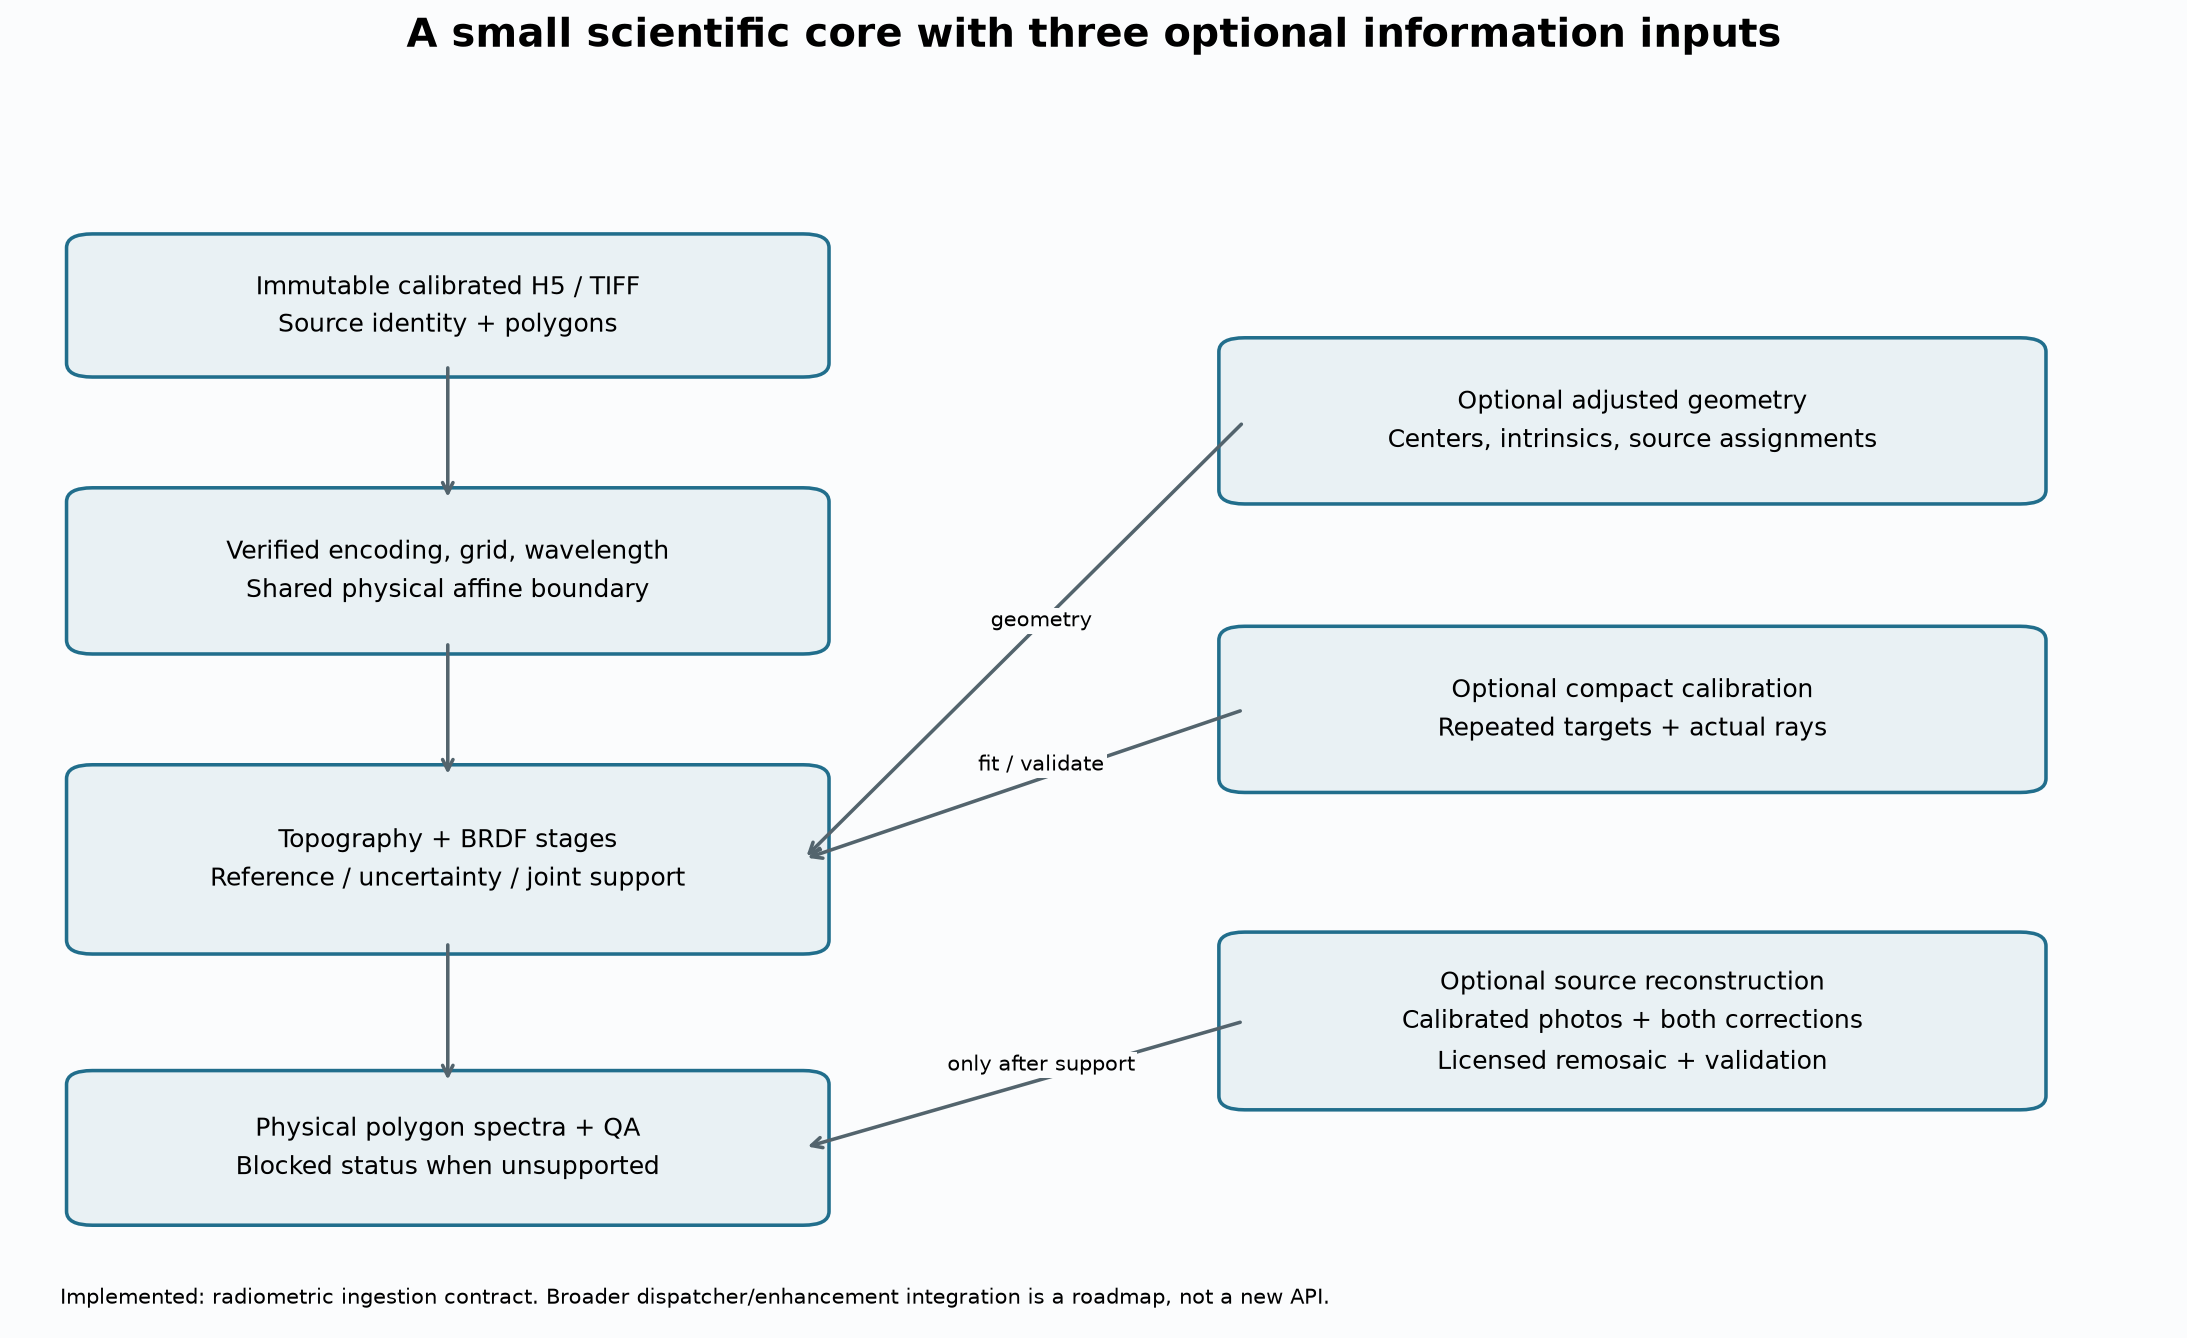 A small scientific core with three optional information inputs
Immutable calibrated H5 / TIFF
Source identity + polygons
Verified encoding, grid, wavelength
Shared physical affine boundary
Topography + BRDF stages
Reference / uncertainty / joint support
Physical polygon spectra + QA
Blocked status when unsupported
Optional adjusted geometry
Centers, intrinsics, source assignments
geometry
Optional compact calibration
Repeated targets + actual rays
fit / validate
Optional source reconstruction
Calibrated photos + both corrections
Licensed remosaic + validation
only after support
Implemented: radiometric ingestion contract. Broader dispatcher/enhancement integration is a roadmap, not a new API.